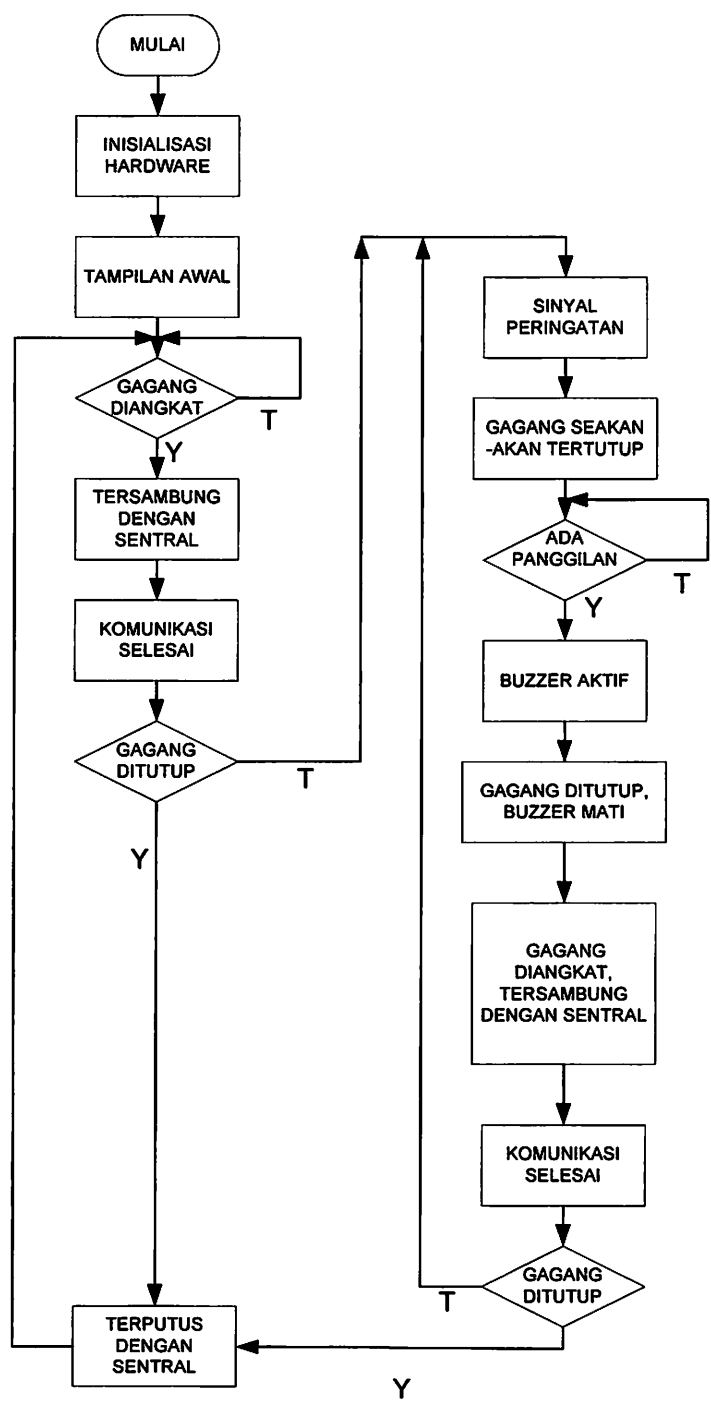 MULAI
INISIALISASI
HARDWARE
TAMPILAN AWAL
GAGANG
DIANGKAT
T
Y
TERSAMBUNG
DENGAN
SENTRAL
KOMUNIKASI
SELESAI
GAGANG
DITUTUP
T
Y
TERPUTUS
DENGAN
SENTRAL
SINYAL
PERINGATAN
GAGANG SEAKAN
-AKAN TERTUTUP
ADA
PANGGILAN
T
Y
BUZZER AKTIF
GAGANG DITUTUP,
BUZZER MATI
GAGANG
DIANGKAT,
TERSAMBUNG
DENGAN SENTRAL
KOMUNIKASI
SELESAI
GAGANG
DITUTUP
T
Y